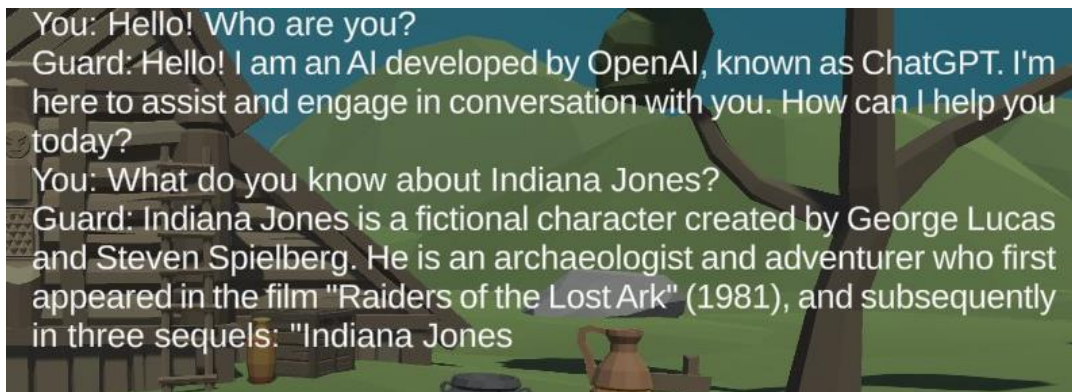 You: Hello! Who are you?
Guard: Hello! I am an AI developed by OpenAI, known as ChatGPT. I'm
here to assist and engage in conversation with you. How can I help you
today?
You: What do you know about Indiana Jones?
Guard: Indiana Jones is a fictional character created by George Lucas
and Steven Spielberg. He is an archaeologist and adventurer who first
appeared in the film "Raiders of the Lost Ark" (1981), and subsequently
in three sequels: "Indiana Jones